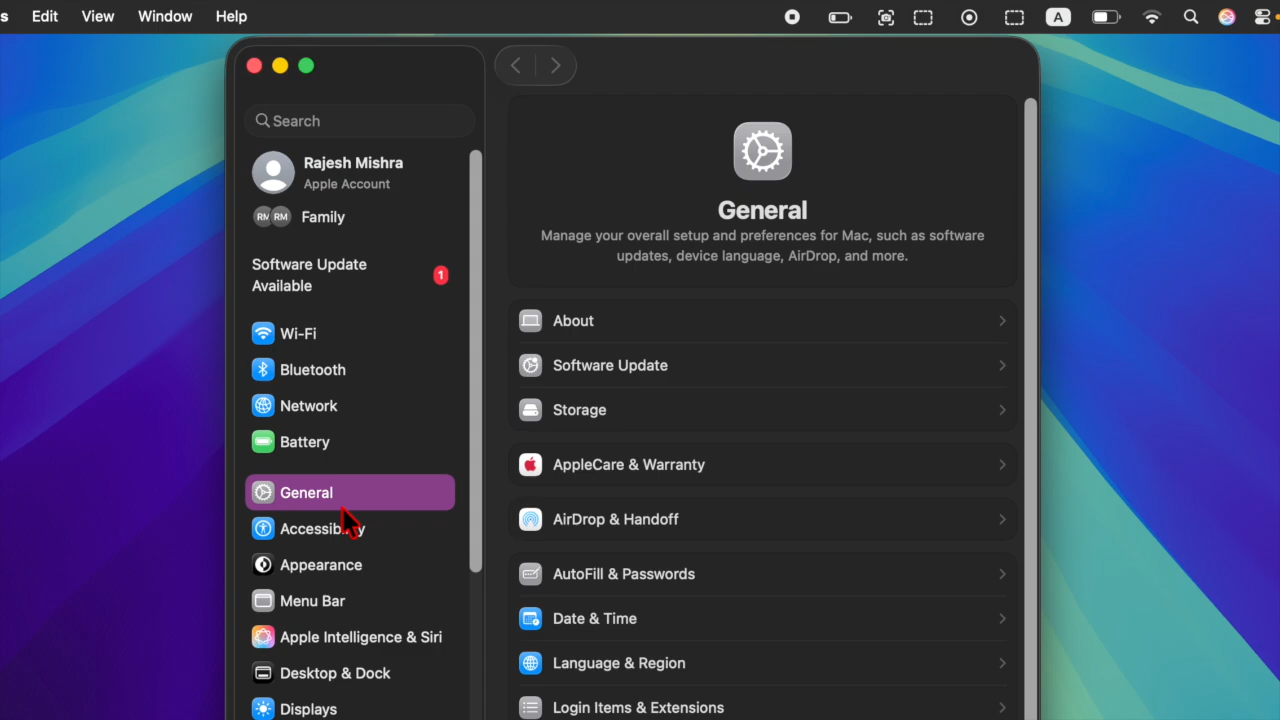 s Edit View Window Help
A
Search
Rajesh Mishra
Apple Account
RM RM Family
Software Update
Available
1
Wi-Fi
Bluetooth
Network
Battery
General
Accessibility
Appearance
Menu Bar
Apple Intelligence & Siri
Desktop & Dock
Displays
General
Manage your overall setup and preferences for Mac, such as software
updates, device language, AirDrop, and more.
About
Software Update
Storage
AppleCare & Warranty
AirDrop & Handoff
AutoFill & Passwords
Date & Time
Language & Region
Login Items & Extensions